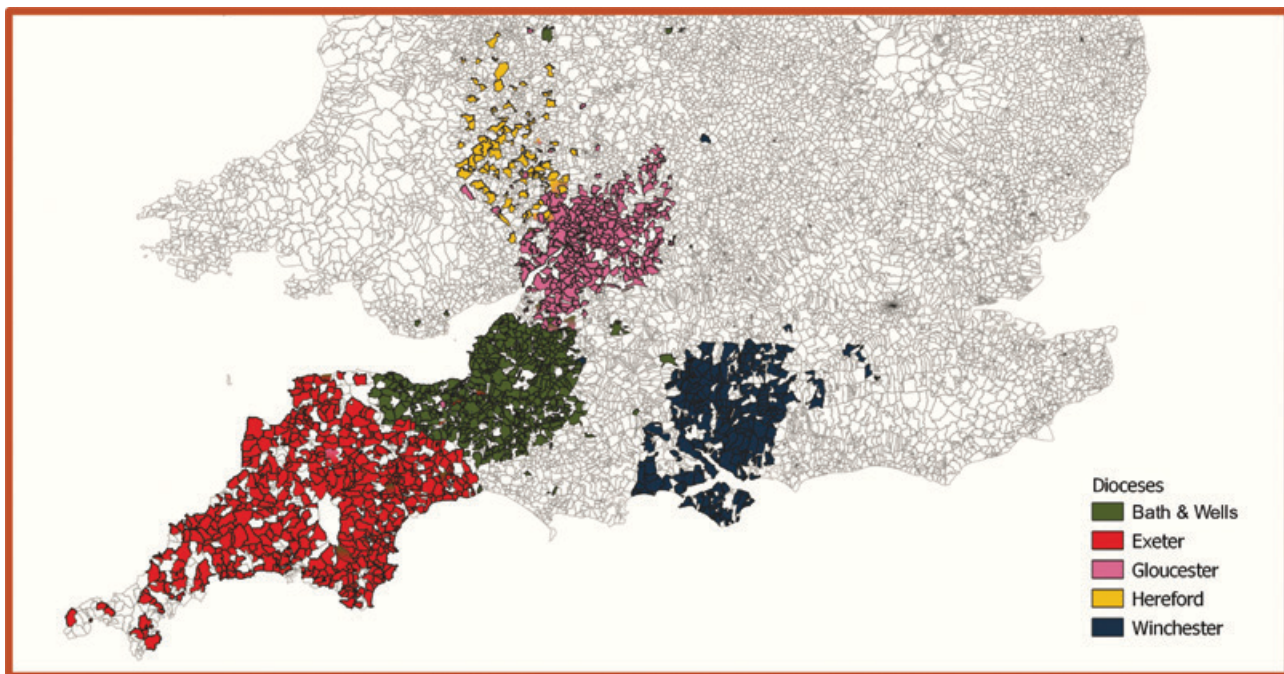 Dioceses
Bath & Wells
Exeter
Gloucester
Hereford
Winchester